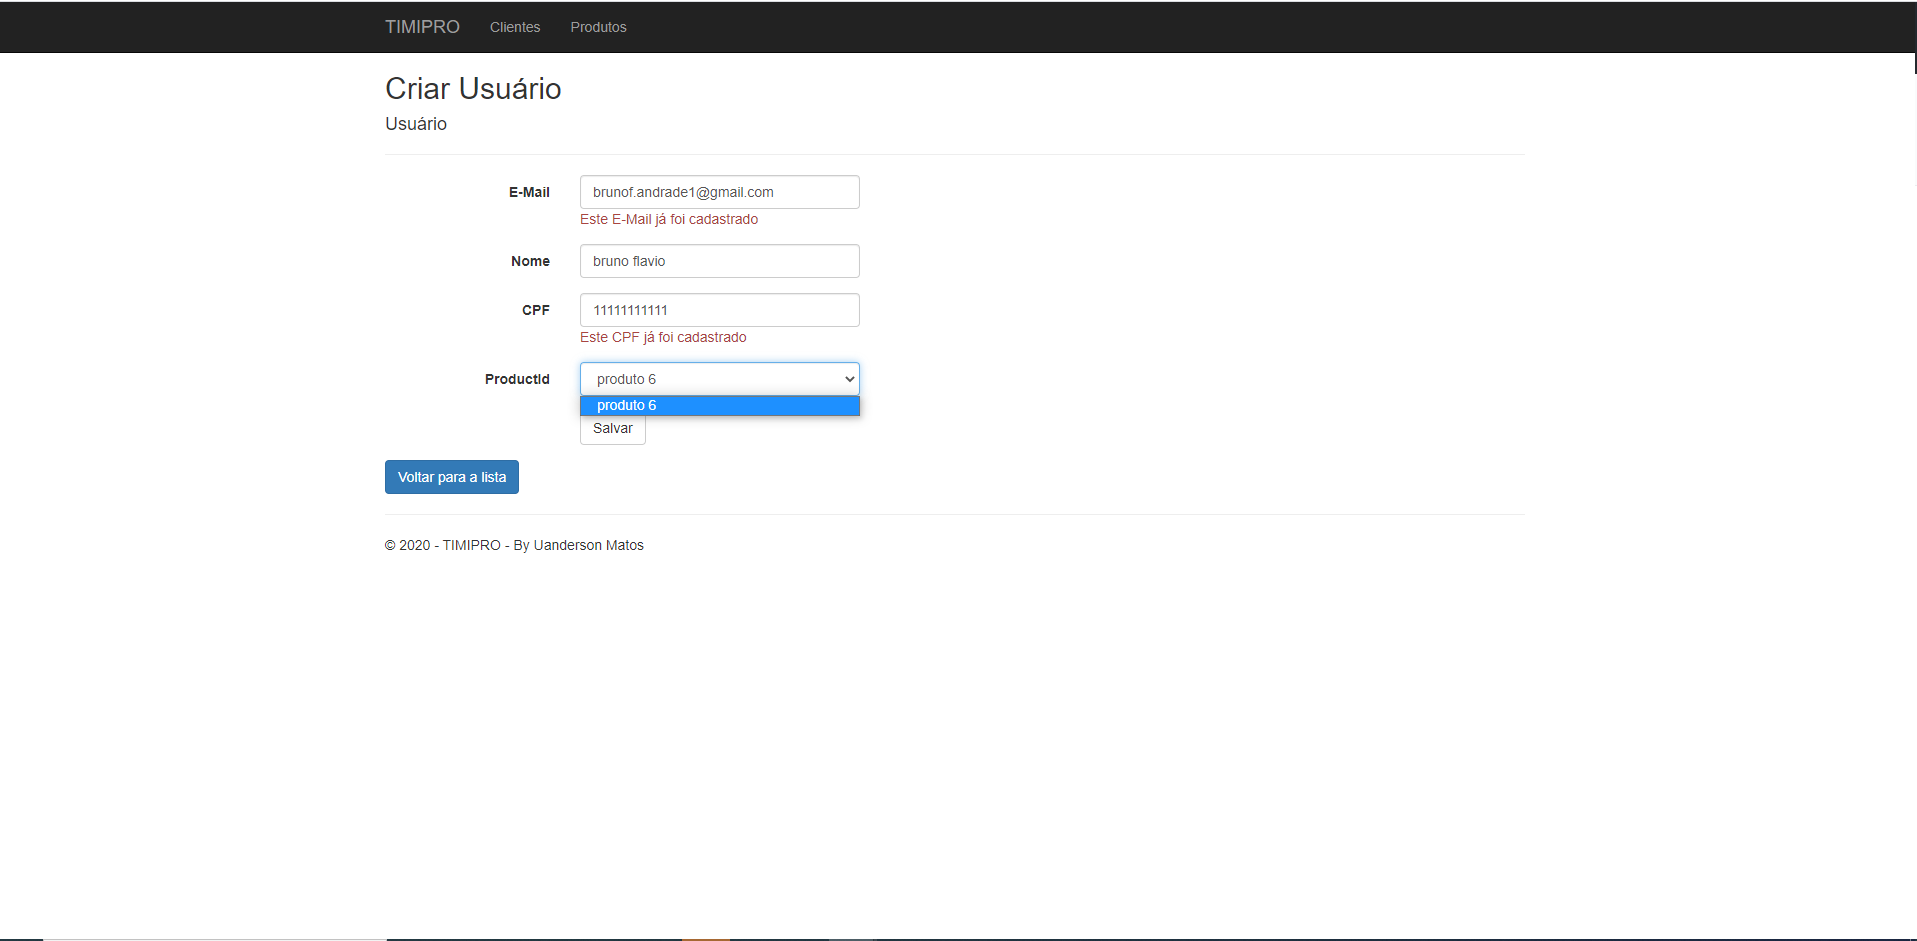 TIMIPRO Clientes Produtos
Criar Usuário
Usuário
E-Mail brunof.andrade1@gmail.com
Este E-Mail já foi cadastrado
Nome bruno flavio
CPF 11111111111
Este CPF já foi cadastrado
ProductId produto 6
produto 6
Salvar
Voltar para a lista
© 2020 - TIMIPRO - By Uanderson Matos